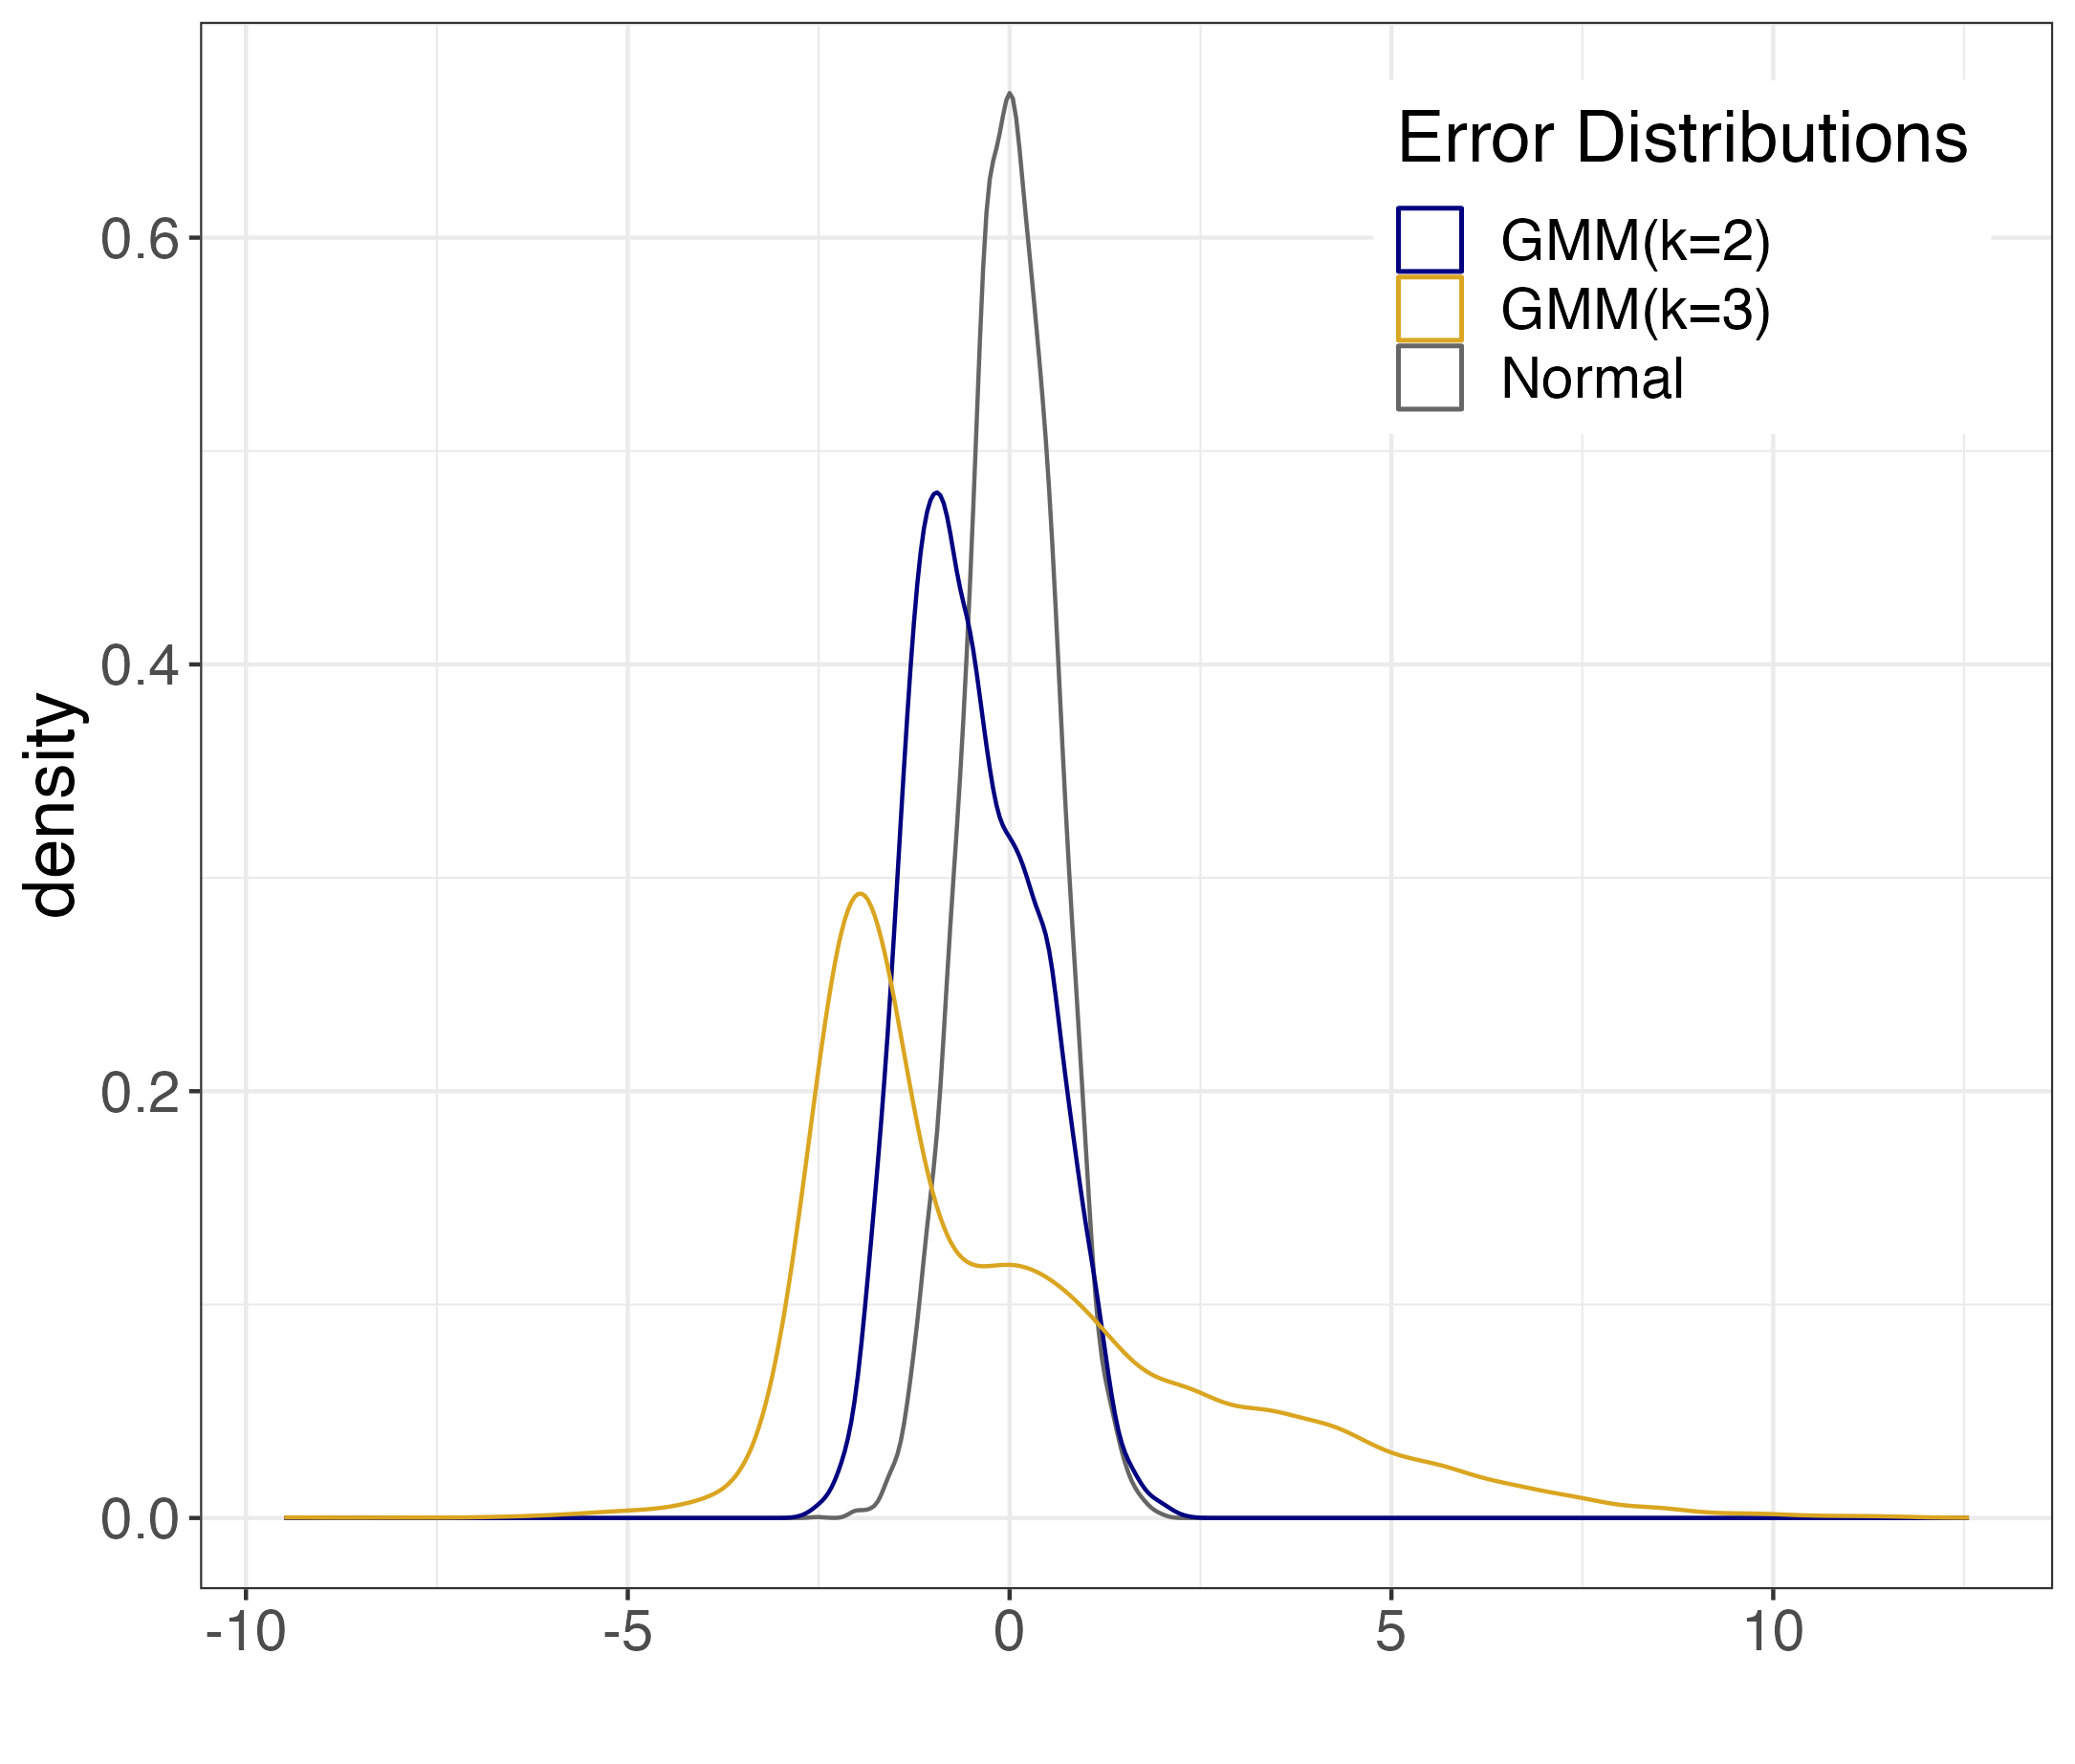 Error Distributions
GMM(k=2)
GMM(k=3)
Normal
density
0.6
0.4
0.2
0.0
-10 -5 0 5 10